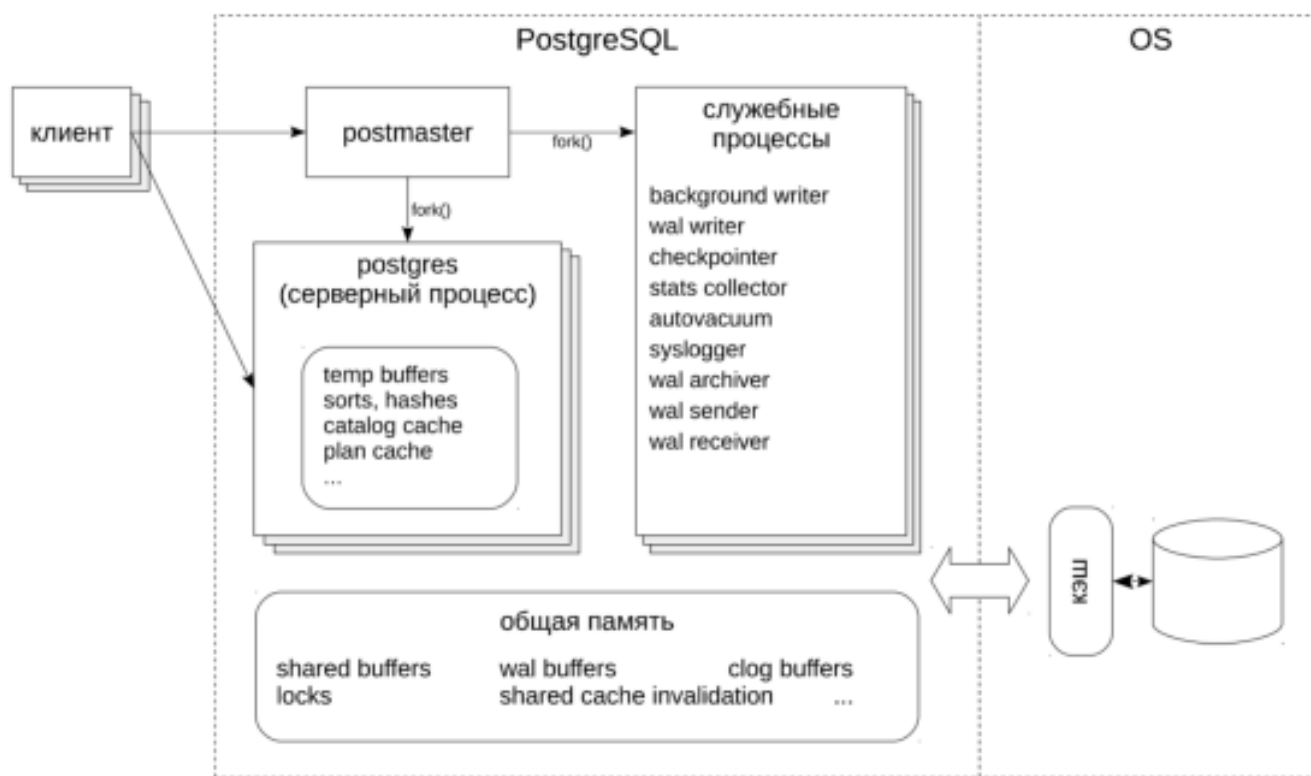 PostgreSQL
OS
клиент
postmaster
fork()
fork()
служебные
процессы
background writer
wal writer
checkpointer
stats collector
autovacuum
syslogger
wal archiver
wal sender
wal receiver
postgres
(серверный процесс)
temp buffers
sorts, hashes
catalog cache
plan cache
...
кэш
общая память
shared buffers wal buffers clog buffers
locks shared cache invalidation ...